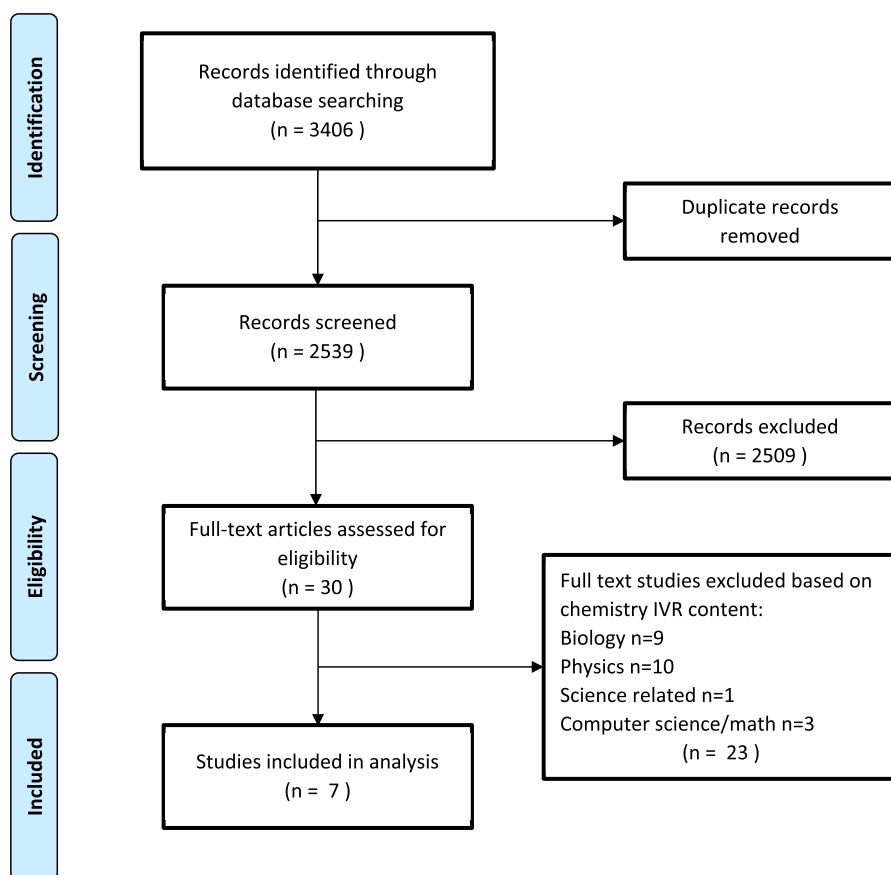 Identification
Records identified through
database searching
(n = 3406 )
Duplicate records
removed
Screening
Records screened
(n = 2539 )
Records excluded
(n = 2509 )
Eligibility
Full-text articles assessed for
eligibility
(n = 30 )
Full text studies excluded based on
chemistry IVR content:
Biology n=9
Physics n=10
Science related n=1
Computer science/math n=3
(n = 23 )
Included
Studies included in analysis
(n = 7 )